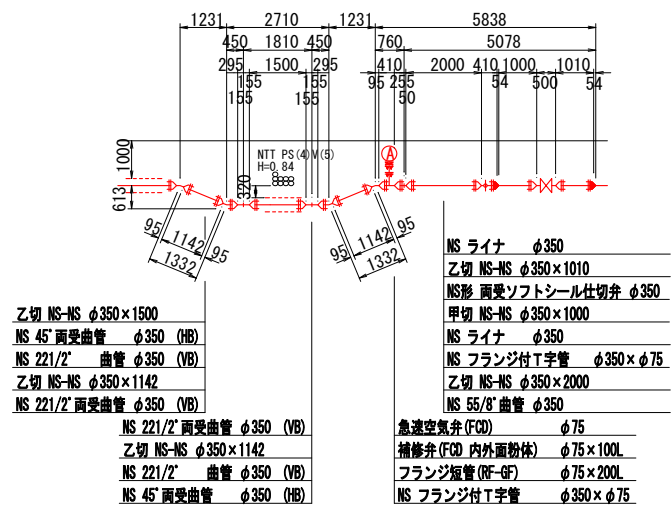 1231 2710 1231 5838
450 1810 450 760 5078
295 155 1500 155 295 410 255 2000 410 1000 1010
155 155 95 50 54 500 54
1000
NTT PS(4)V(5)
H=0.84
A
613
320
95 1142 95
1332
95 1142 95
1332
乙切 NS-NS φ350×1500
NS 45°両受曲管 φ350 (HB)
NS 221/2° 曲管 φ350 (VB)
乙切 NS-NS φ350×1142
NS 221/2°両受曲管 φ350 (VB)
NS 221/2°両受曲管 φ350 (VB)
乙切 NS-NS φ350×1142
NS 221/2° 曲管 φ350 (VB)
NS 45°両受曲管 φ350 (HB)
NS ライナ φ350
乙切 NS-NS φ350×1010
NS形 両受ソフトシール仕切弁 φ350
甲切 NS-NS φ350×1000
NS ライナ φ350
NS フランジ付T字管 φ350×φ75
乙切 NS-NS φ350×2000
NS 55/8°曲管 φ350
急速空気弁(FCD) φ75
補修弁(FCD 内外面粉体) φ75×100L
フランジ短管(RF-GF) φ75×200L
NS フランジ付T字管 φ350×φ75